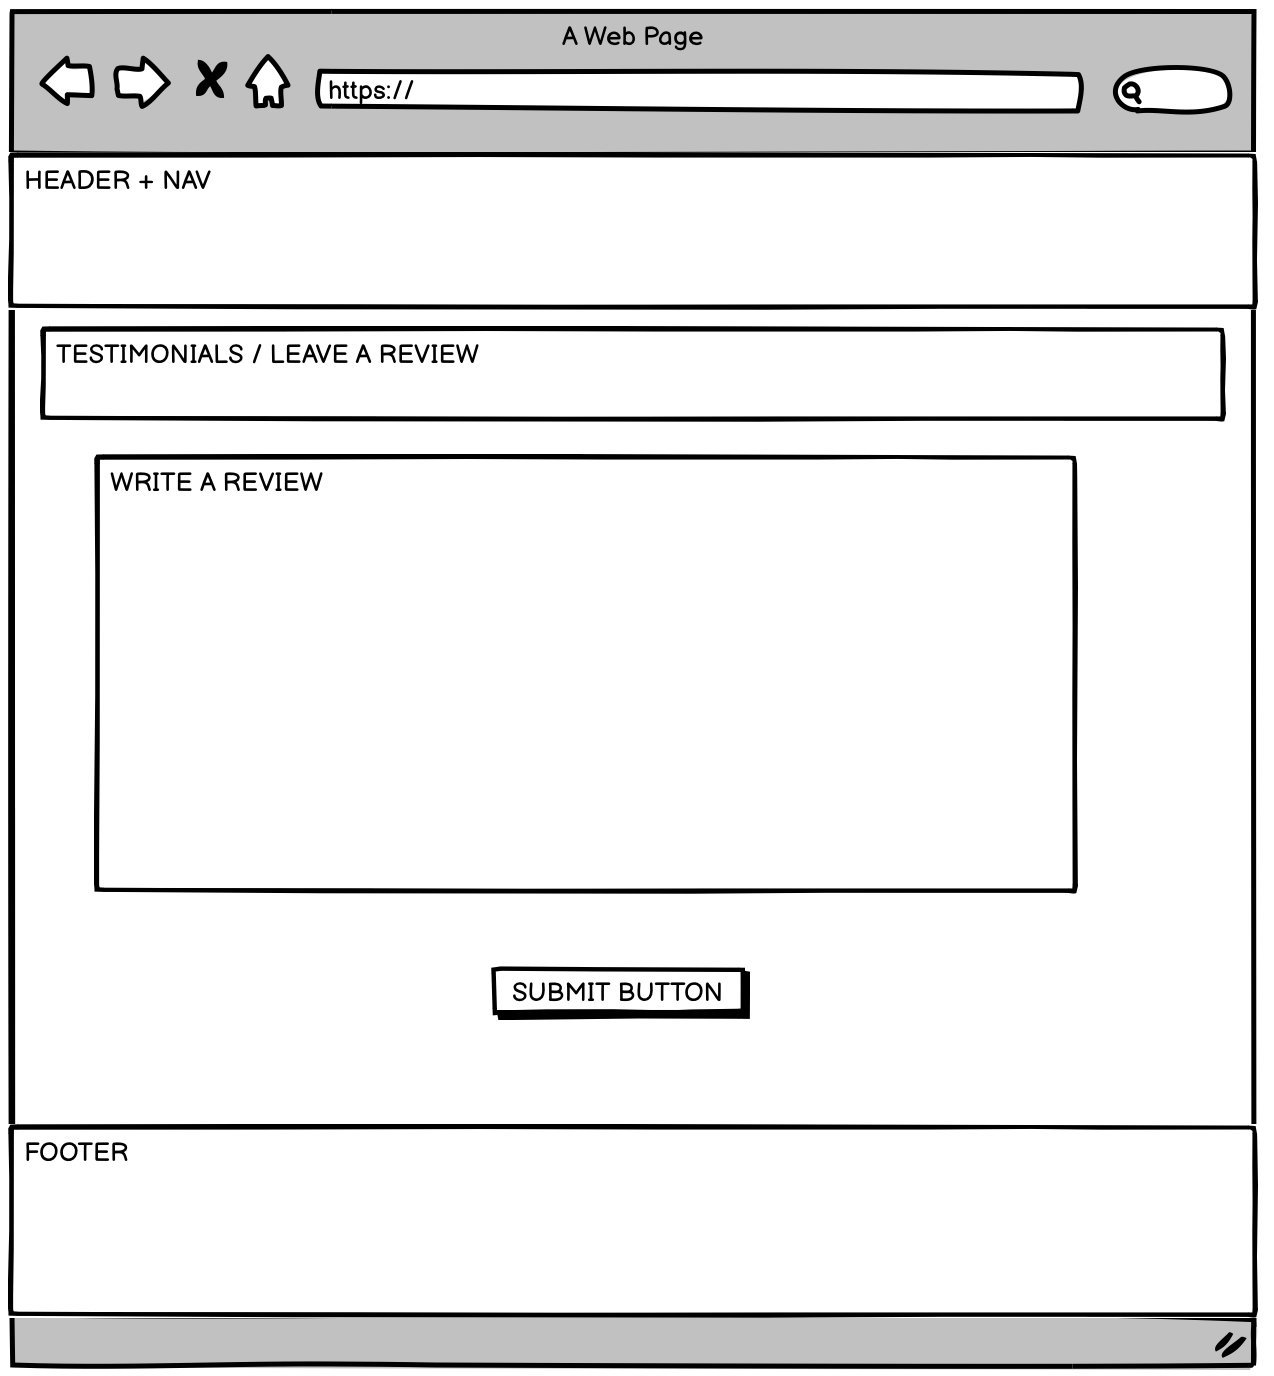 A Web Page
https://
HEADER + NAV
TESTIMONIALS / LEAVE A REVIEW
WRITE A REVIEW
SUBMIT BUTTON
FOOTER